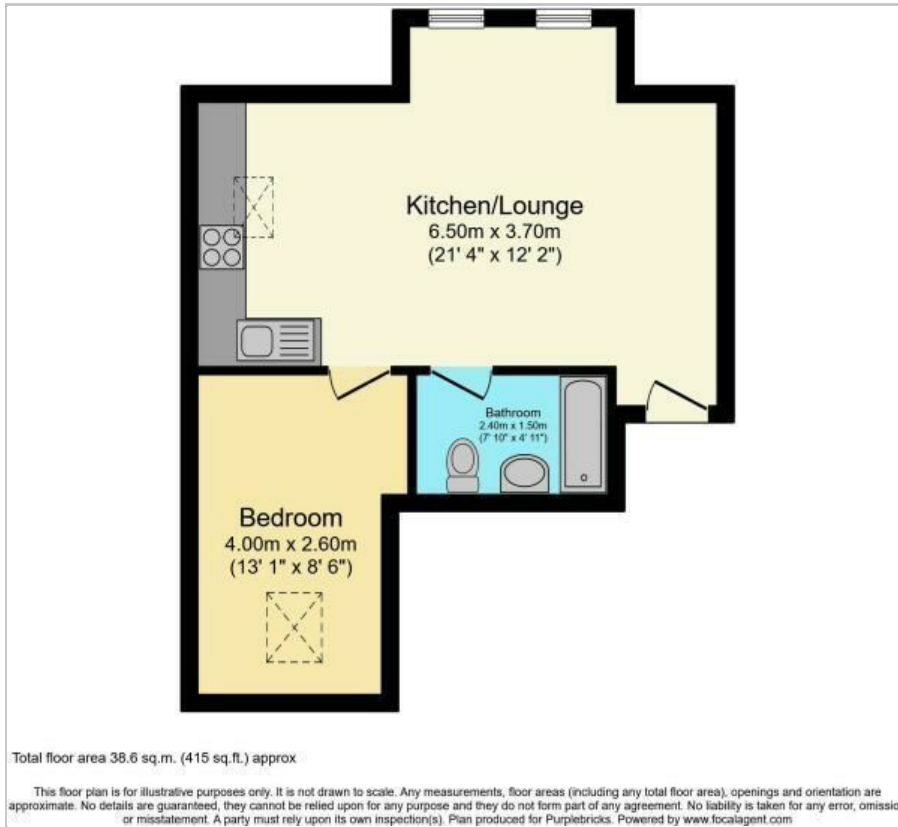 Kitchen/Lounge
6.50m x 3.70m
(21' 4" x 12' 2")
Bathroom
2.40m x 1.50m
(7' 10" x 4' 11")
Bedroom
4.00m x 2.60m
(13' 1" x 8' 6")
Total floor area 38.6 sq.m. (415 sq.ft.) approx
This floor plan is for illustrative purposes only. It is not drawn to scale. Any measurements, floor areas (including any total floor area), openings and orientation are
approximate. No details are guaranteed, they cannot be relied upon for any purpose and they do not form part of any agreement. No liability is taken for any error, omissio
or misstatement. A party must rely upon its own inspection(s). Plan produced for Purplebricks. Powered by www.focalagent.com